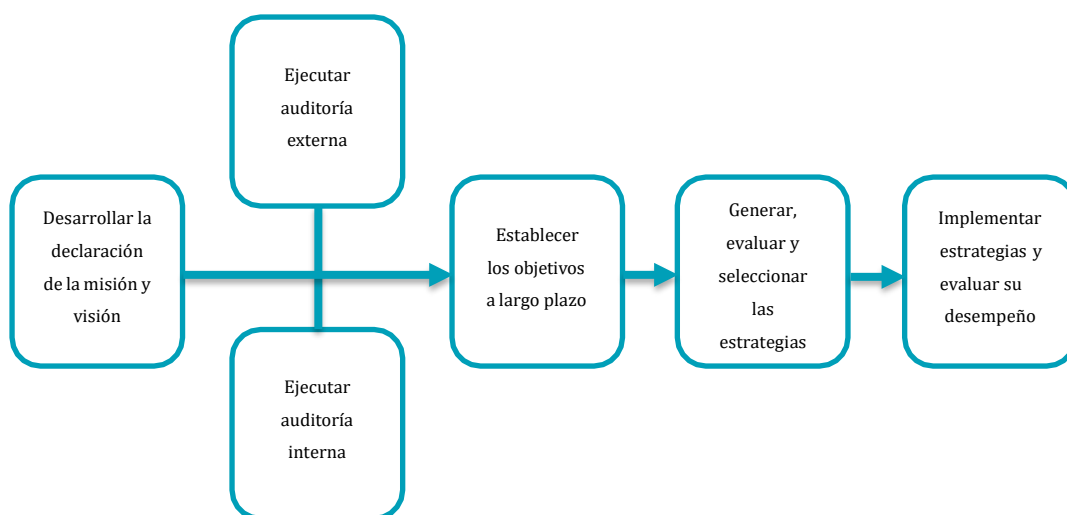 Desarrollar la
declaración
de la misión y
visión
Ejecutar
auditoría
externa
Ejecutar
auditoría
interna
Establecer
los objetivos
a largo plazo
Generar,
evaluar y
seleccionar
las
estrategias
Implementar
estrategias y
evaluar su
desempeño